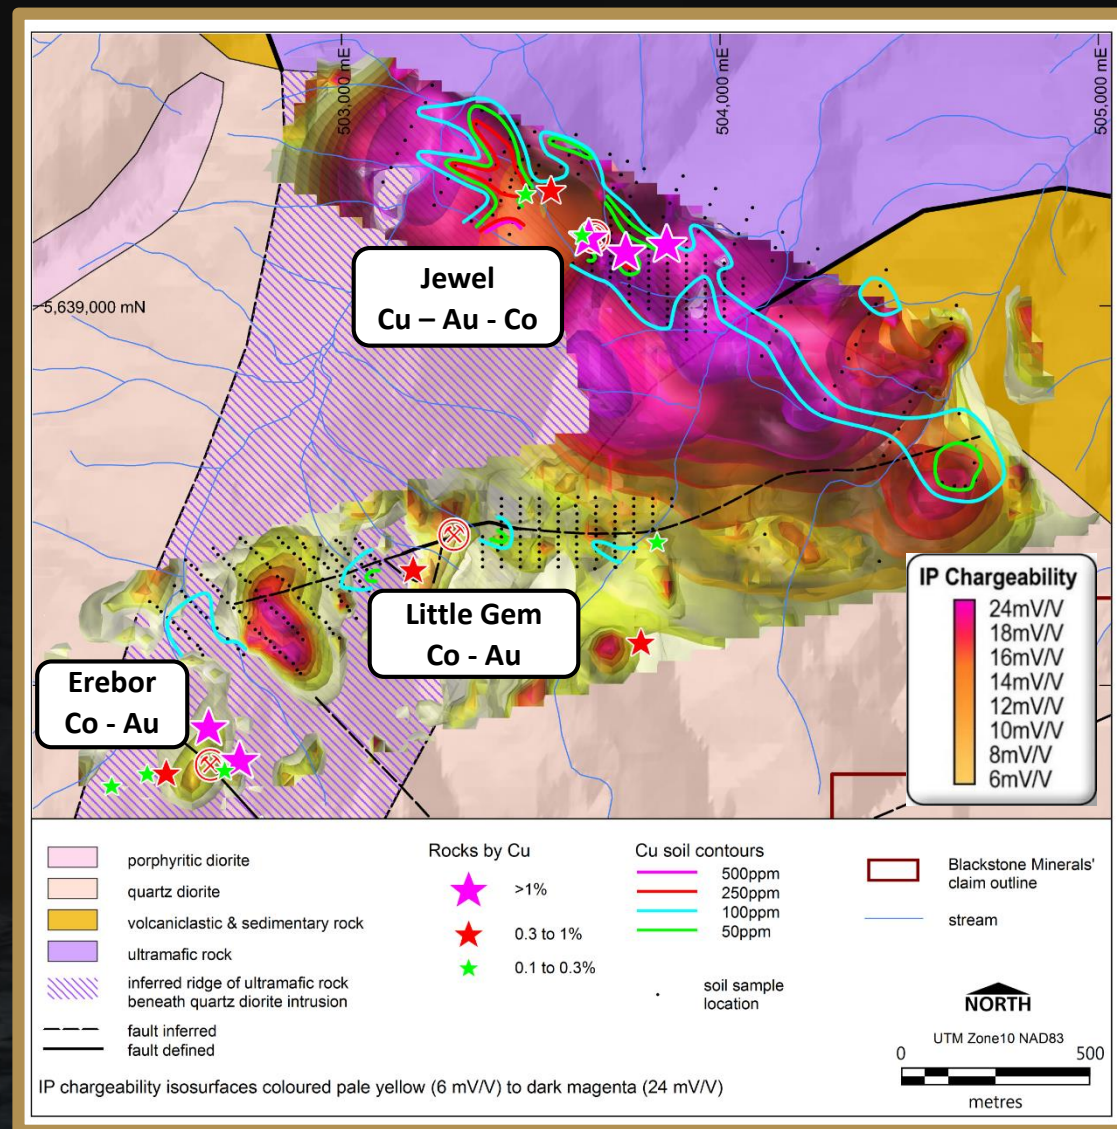 503,000 mE
504,000 mE
505,000 mE
5,639,000 mN
Jewel
Cu – Au - Co
Little Gem
Co - Au
Erebor
Co - Au
IP Chargeability
24mV/V
18mV/V
16mV/V
14mV/V
12mV/V
10mV/V
8mV/V
6mV/V
porphyritic diorite
quartz diorite
volcaniclastic & sedimentary rock
ultramafic rock
inferred ridge of ultramafic rock
beneath quartz diorite intrusion
fault inferred
fault defined
Rocks by Cu
>1%
0.3 to 1%
0.1 to 0.3%
Cu soil contours
500ppm
250ppm
100ppm
50ppm
soil sample
location
Blackstone Minerals'
claim outline
stream
NORTH
UTM Zone10 NAD83
0 500
metres
IP chargeability isosurfaces coloured pale yellow (6 mV/V) to dark magenta (24 mV/V)